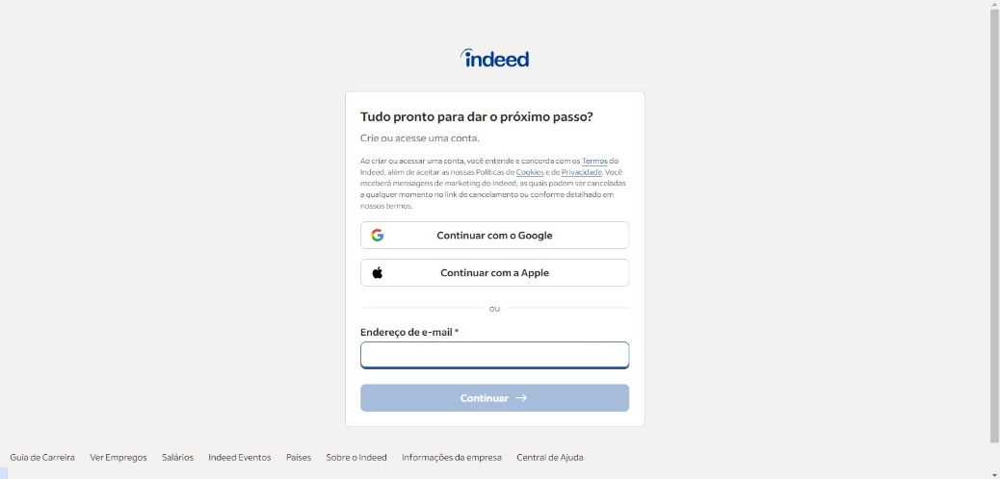 indeed
Tudo pronto para dar o próximo passo?
Crie ou acesse uma conta.
Ao criar ou acessar uma conta, você entende e concorda com os Termos do
Indeed, além de aceitar as nossas Políticas de Cookies e de Privacidade. Você
receberá mensagens de marketing do Indeed, as quais podem ser canceladas
a qualquer momento no link de cancelamento ou conforme detalhado em
nossos termos.
Continuar com o Google
Continuar com a Apple
ou
Endereço de e-mail *
Continuar →
Guia de Carreira Ver Empregos Salários Indeed Eventos Países Sobre o Indeed Informações da empresa Central de Ajuda